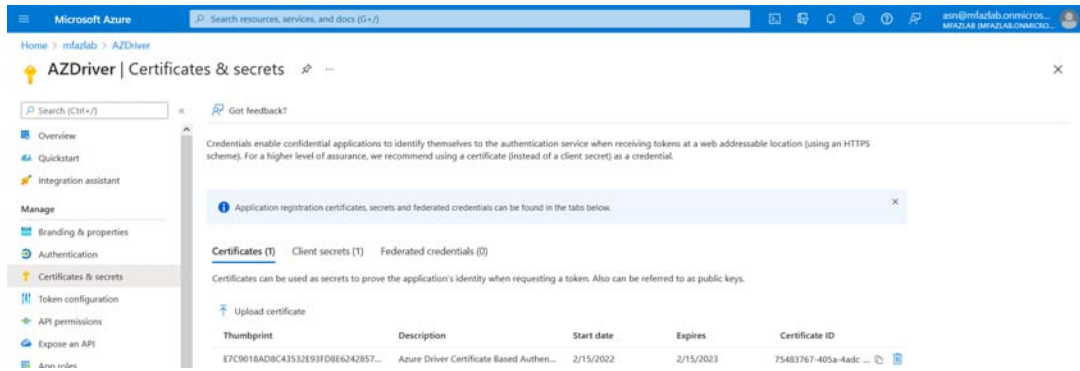 Microsoft Azure
Search resources, services, and docs (G+/)
asn@mfazlab.onmicros...
MFAZLAB (MFAZLAB.ONMICRO...
Home > mfazlab > AZDriver
AZDriver | Certificates & secrets
Search (Ctrl+/)
Got feedback?
Overview
Quickstart
Integration assistant
Manage
Branding & properties
Authentication
Certificates & secrets
Token configuration
API permissions
Expose an API
App roles
Credentials enable confidential applications to identify themselves to the authentication service when receiving tokens at a web addressable location (using an HTTPS
scheme). For a higher level of assurance, we recommend using a certificate (instead of a client secret) as a credential.
Application registration certificates, secrets and federated credentials can be found in the tabs below.
Certificates (1) Client secrets (1) Federated credentials (0)
Certificates can be used as secrets to prove the application's identity when requesting a token. Also can be referred to as public keys.
Upload certificate
Thumbprint Description Start date Expires Certificate ID
E7C9018AD8C43532E93FD8E6242857... Azure Driver Certificate Based Authen... 2/15/2022 2/15/2023 75483767-405a-4adc ...